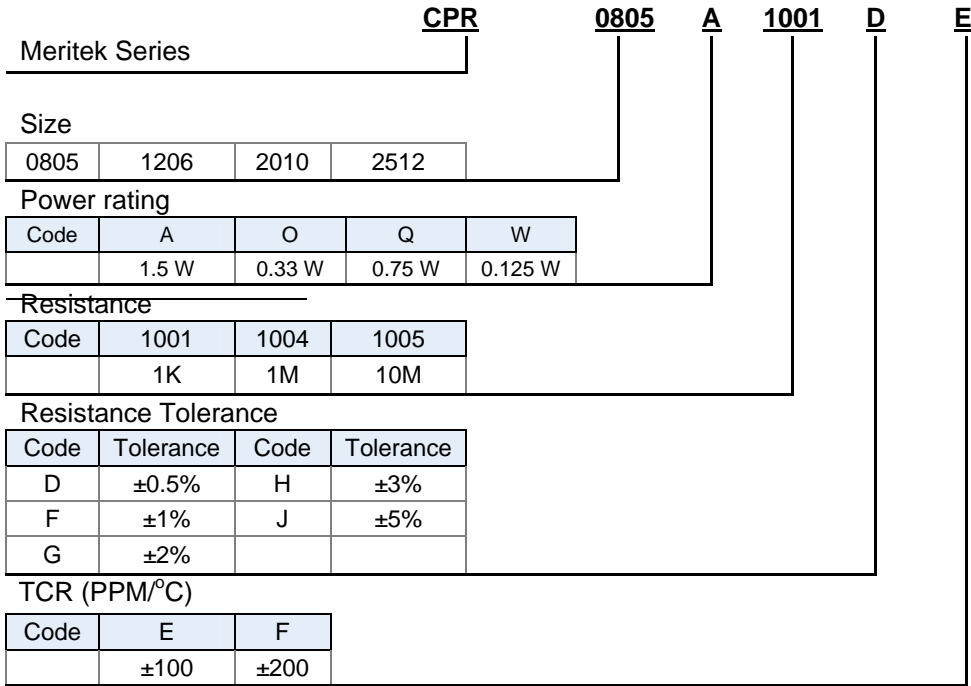 CPR 0805 A 1001 D E
Meritek Series
Size
0805 1206 2010 2512
Power rating
Code A O Q W
1.5 W 0.33 W 0.75 W 0.125 W
Resistance
Code 1001 1004 1005
1K 1M 10M
Resistance Tolerance
Code Tolerance Code Tolerance
D ±0.5% H ±3%
F ±1% J ±5%
G ±2%
TCR (PPM/°C)
Code E F
±100 ±200